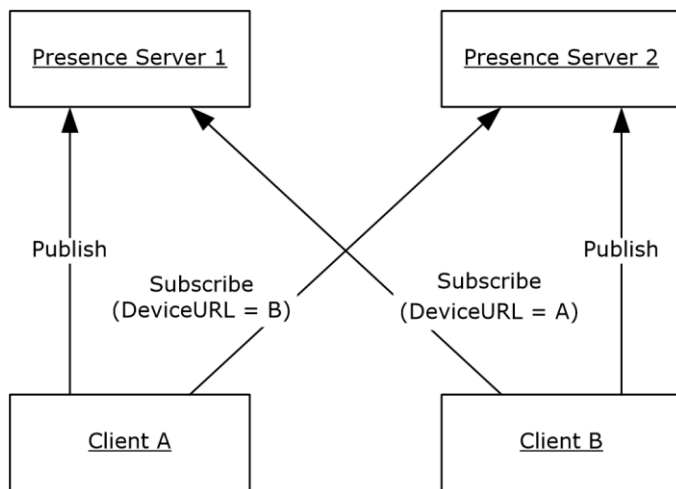 Presence Server 1
Presence Server 2
Publish
Publish
Subscribe
(DeviceURL = B)
Subscribe
(DeviceURL = A)
Client A
Client B